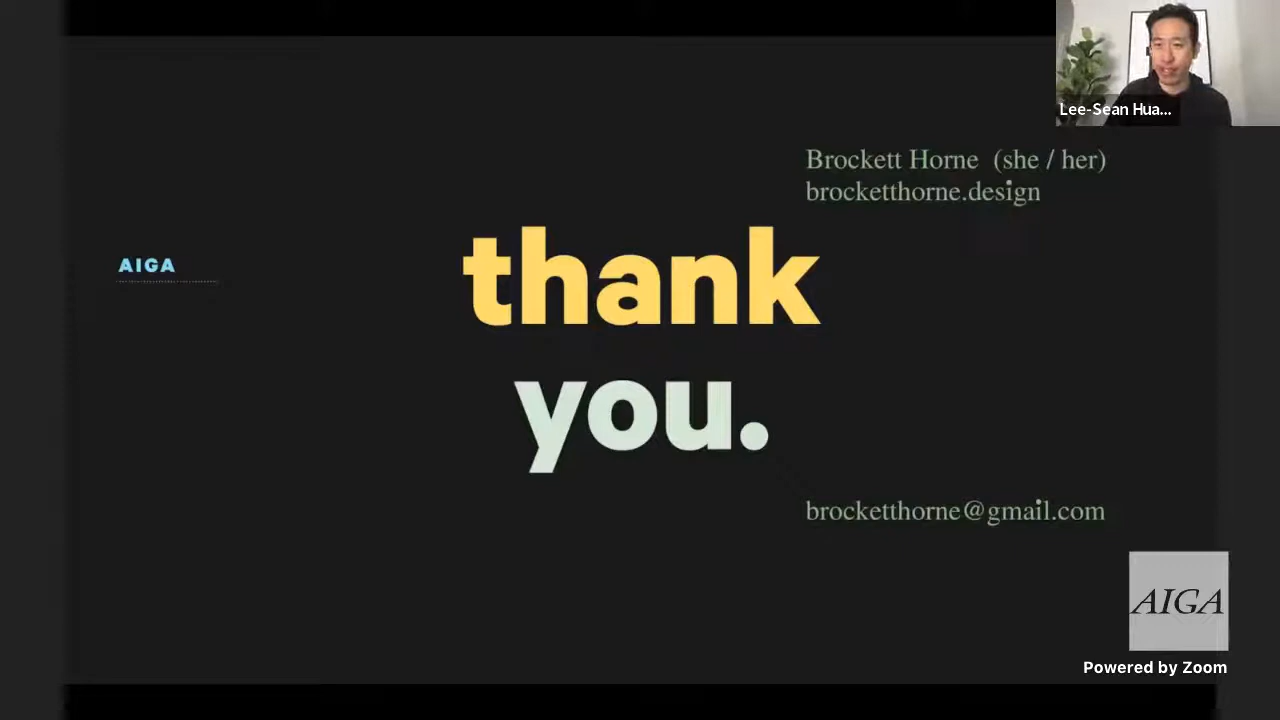 Lee-Sean Hua...
Brockett Horne (she / her)
brocketthorne.design
AIGA
thank
you.
brocketthorne@gmail.com
AIGA
Powered by Zoom